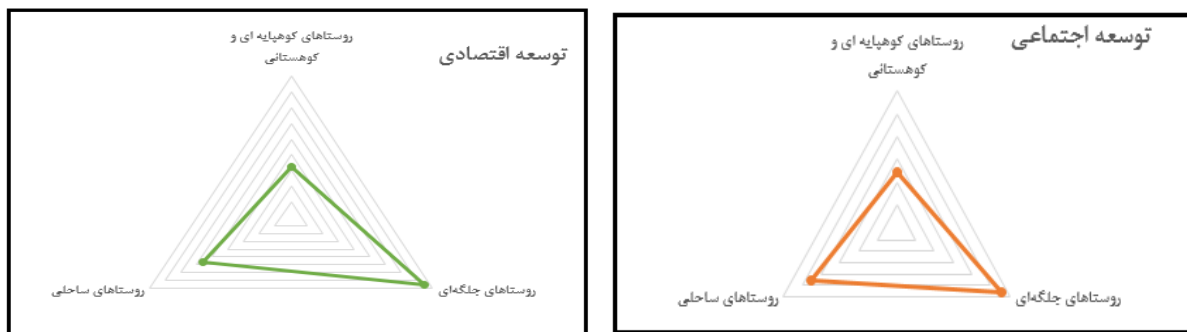 توسعه اجتماعی
روستاهای کوهپایه ای و
کوهستانی
روستاهای جلگه‌ای
روستاهای ساحلی
توسعه اقتصادی
روستاهای کوهپایه ای و
کوهستانی
روستاهای جلگه‌ای
روستاهای ساحلی